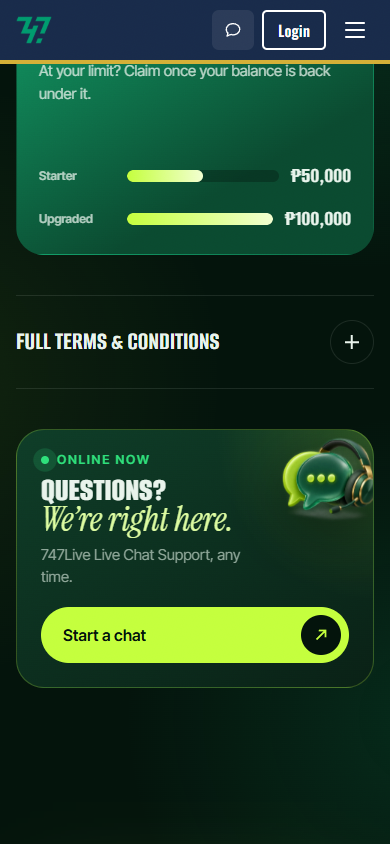 747
Login
At your limit? Claim once your balance is back
under it.
Starter ₱50,000
Upgraded ₱100,000
FULL TERMS & CONDITIONS
ONLINE NOW
QUESTIONS?
We're right here.
747Live Live Chat Support, any
time.
Start a chat